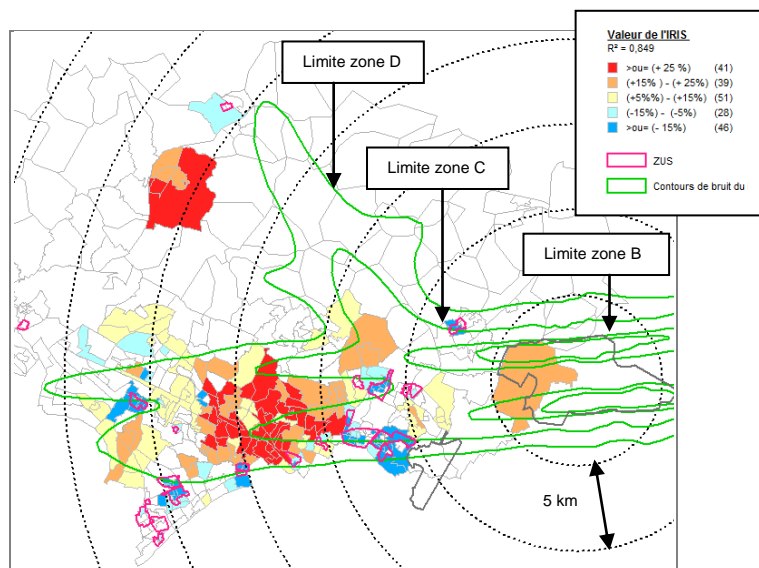 Limite zone D
Limite zone C
Limite zone B
5 km
Valeur de l'IRIS
R² = 0,849
>ou= (+ 25 %) (41)
(+15% ) - (+ 25%) (39)
(+5%%) - (+15%) (51)
(-15%) - (-5%) (28)
>ou= (- 15%) (46)
ZUS
Contours de bruit du